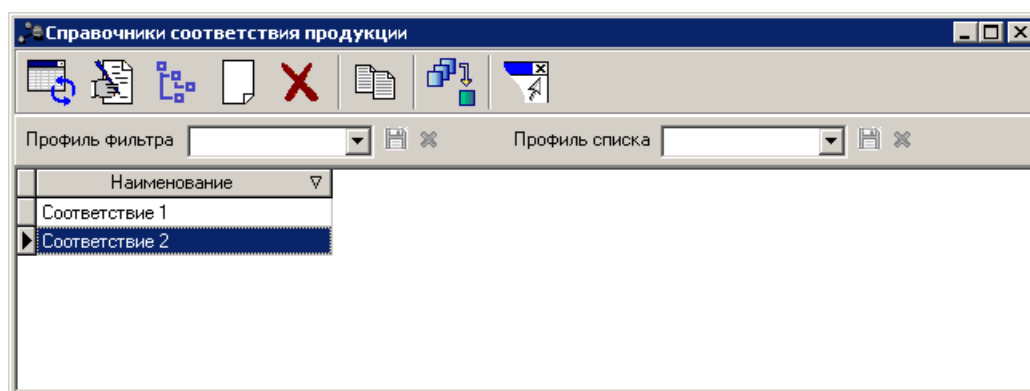 Справочники соответствия продукции
Профиль фильтра Профиль списка
Наименование
Соответствие 1
Соответствие 2